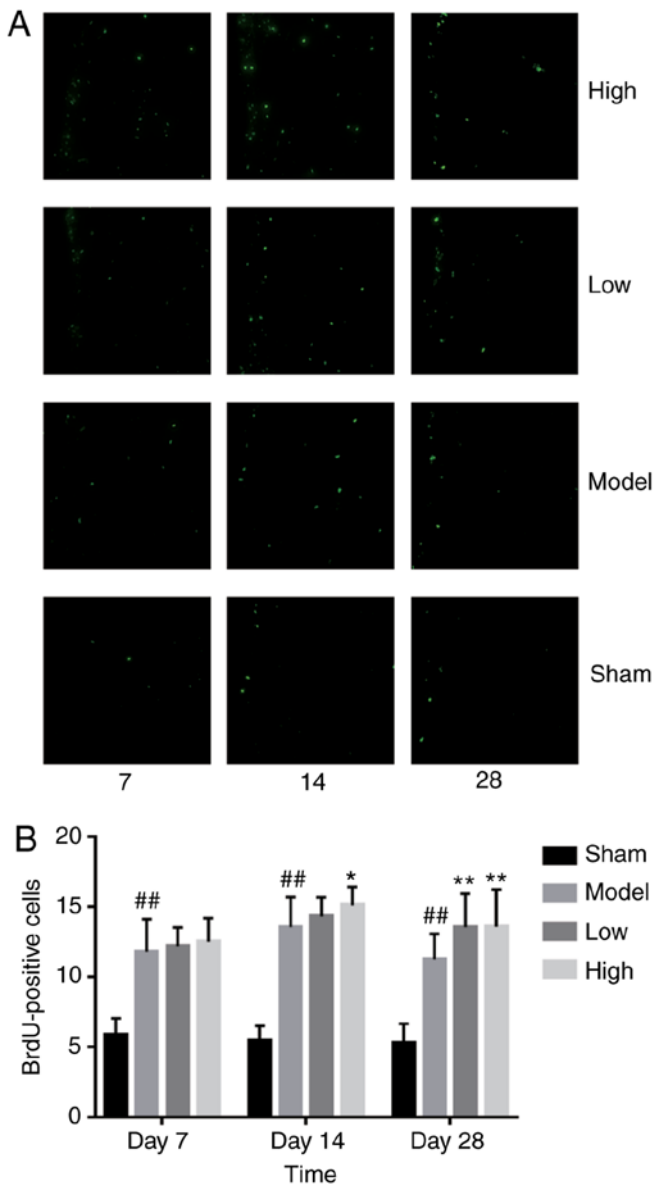 A
High
Low
Model
Sham
7 14 28
B
BrdU-positive cells
20
15
10
5
0
##
##
*
##
**
**
Day 7 Day 14 Day 28
Time
Sham
Model
Low
High